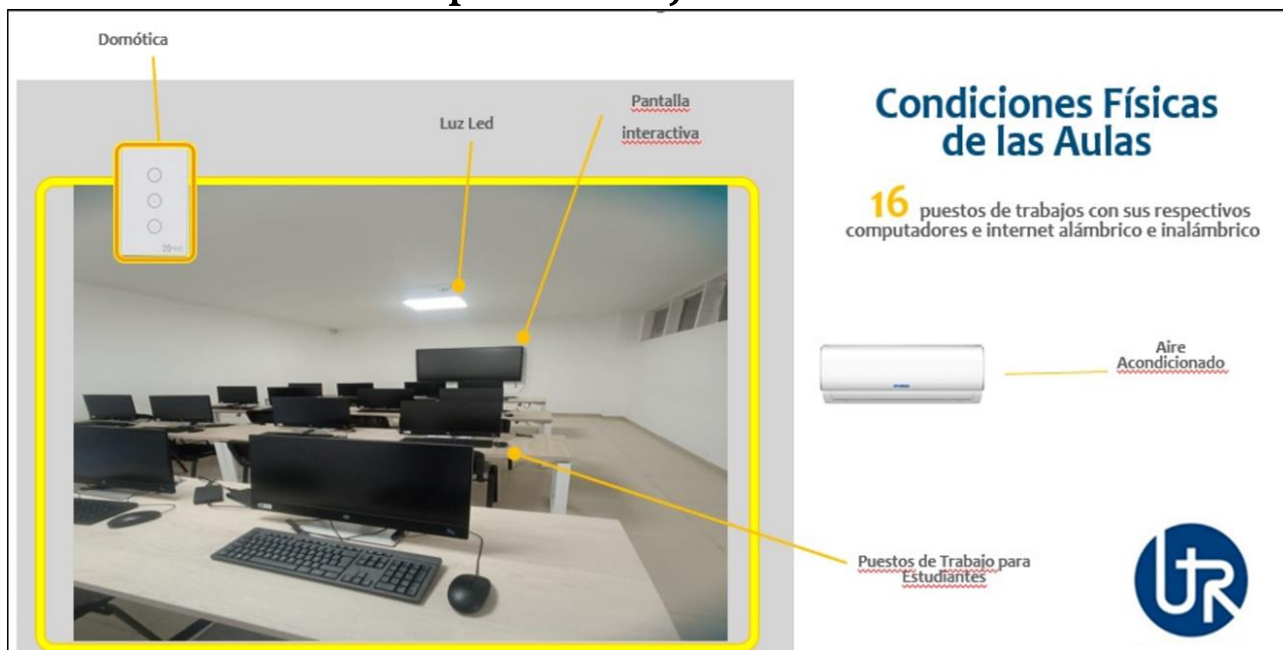 Domótica
Luz Led
Pantalla
interactiva
Condiciones Físicas
de las Aulas
16 puestos de trabajos con sus respectivos
computadores e internet alámbrico e inalámbrico
Aire
Acondicionado
Puestos de Trabajo para
Estudiantes
UTR